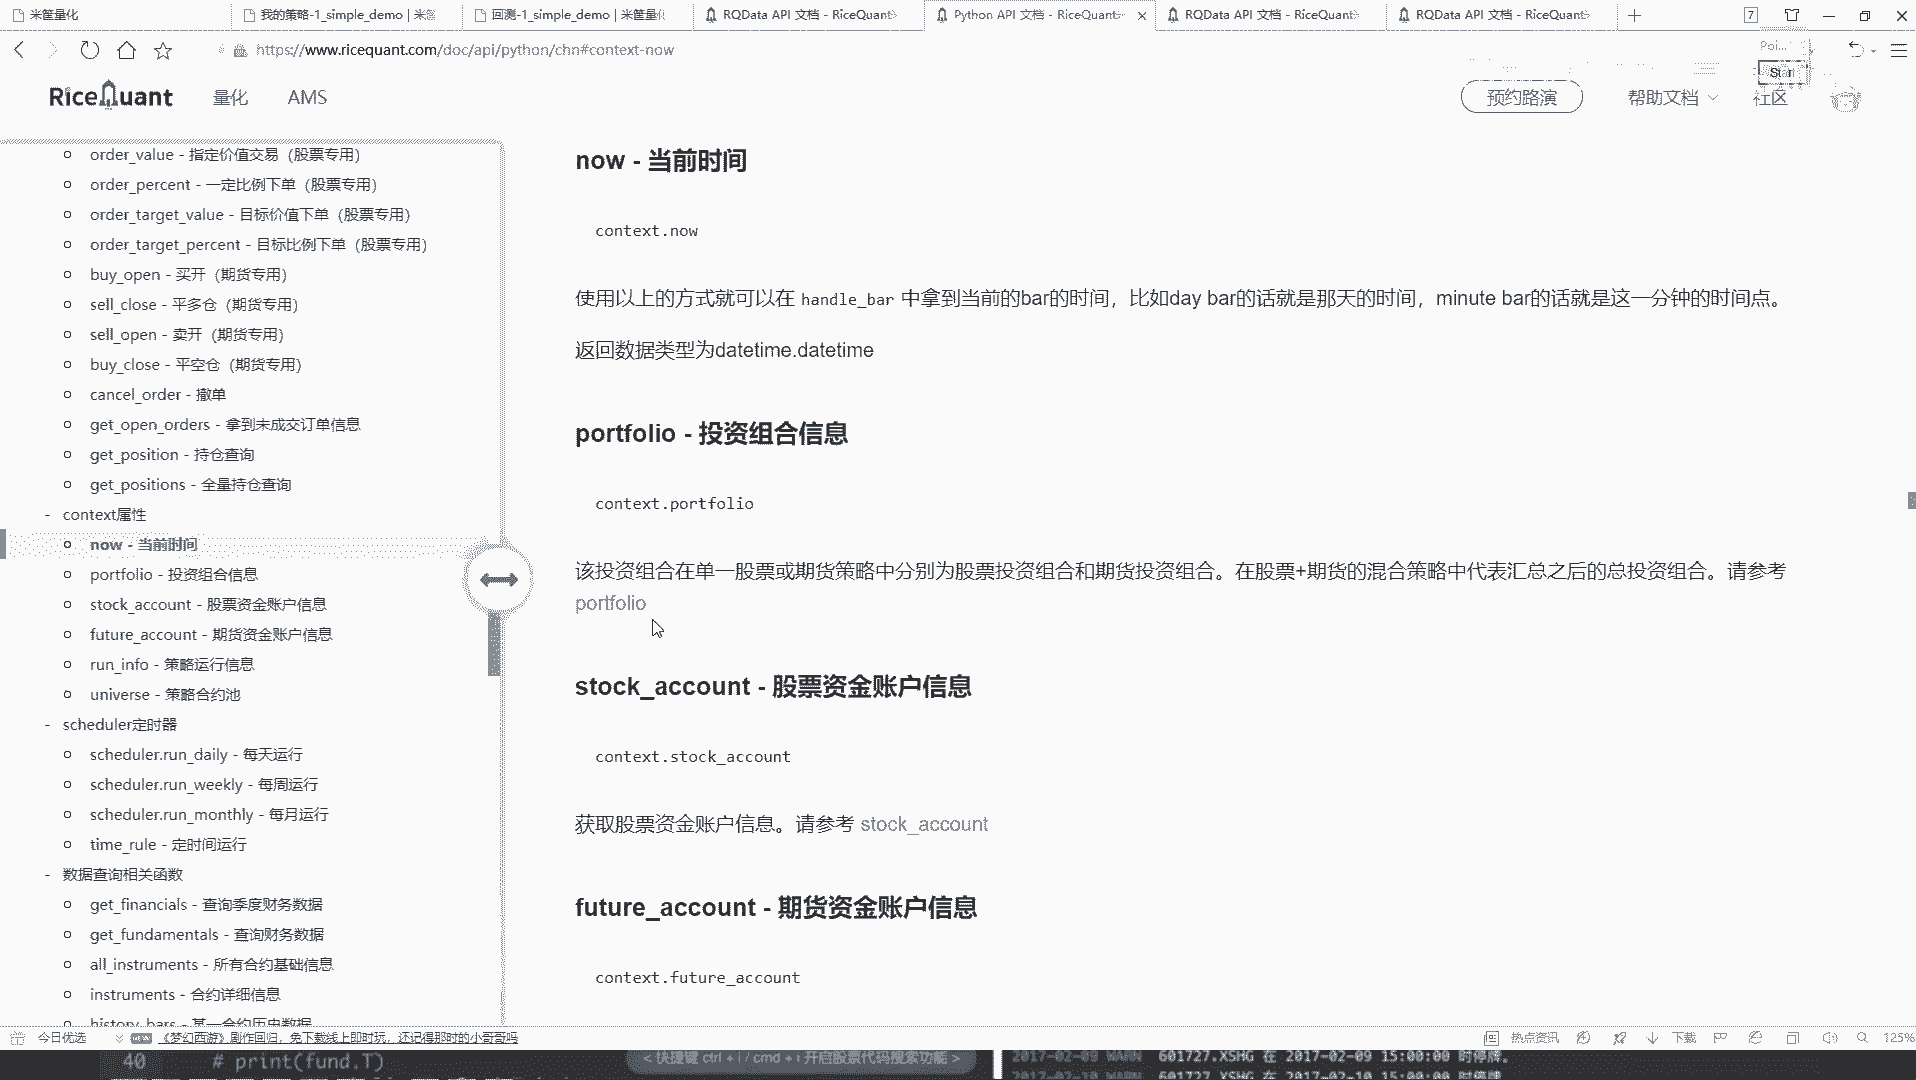 米筐量化
我的策略-1_simple_demo | 米筐
回测-1_simple_demo | 米筐量化
RQData API 文档 - RiceQuant
Python API 文档 - RiceQuant
RQData API 文档 - RiceQuant
RQData API 文档 - RiceQuant
7
https://www.ricequant.com/doc/api/python/chn#context-now
Poi...
Start
RiceQuant
量化
AMS
预约路演
帮助文档
社区
order_value - 指定价值交易（股票专用）
order_percent - 一定比例下单（股票专用）
order_target_value - 目标价值下单（股票专用）
order_target_percent - 目标比例下单（股票专用）
buy_open - 买开（期货专用）
sell_close - 平多仓（期货专用）
sell_open - 卖开（期货专用）
buy_close - 平空仓（期货专用）
cancel_order - 撤单
get_open_orders - 拿到未成交订单信息
get_position - 持仓查询
get_positions - 全量持仓查询
- context属性
now - 当前时间
portfolio - 投资组合信息
stock_account - 股票资金账户信息
future_account - 期货资金账户信息
run_info - 策略运行信息
universe - 策略合约池
- scheduler定时器
scheduler.run_daily - 每天运行
scheduler.run_weekly - 每周运行
scheduler.run_monthly - 每月运行
time_rule - 定时间运行
- 数据查询相关函数
get_financials - 查询季度财务数据
get_fundamentals - 查询财务数据
all_instruments - 所有合约基础信息
instruments - 合约详细信息
history_bars - 某一合约历史数据
now - 当前时间
context.now
使用以上的方式就可以在 handle_bar 中拿到当前的bar的时间，比如day bar的话就是那天的时间，minute bar的话就是这一分钟的时间点。
返回数据类型为datetime.datetime
portfolio - 投资组合信息
context.portfolio
该投资组合在单一股票或期货策略中分别为股票投资组合和期货投资组合。在股票+期货的混合策略中代表汇总之后的总投资组合。请参考
portfolio
stock_account - 股票资金账户信息
context.stock_account
获取股票资金账户信息。请参考 stock_account
future_account - 期货资金账户信息
context.future_account
今日优选
《梦幻西游》剧作回归，免下载线上即时玩，还记得那时的小哥哥吗
热点资讯
下载
125%
40 # print(fund.T)
< 快捷键 ctrl + i / cmd + i 开启股票代码搜索功能 >
2017-02-09 WARN 601727.XSHG 在 2017-02-09 15:00:00 时停牌。
2017-02-10 WARN 601727.XSHG 在 2017-02-10 15:00:00 时停牌。